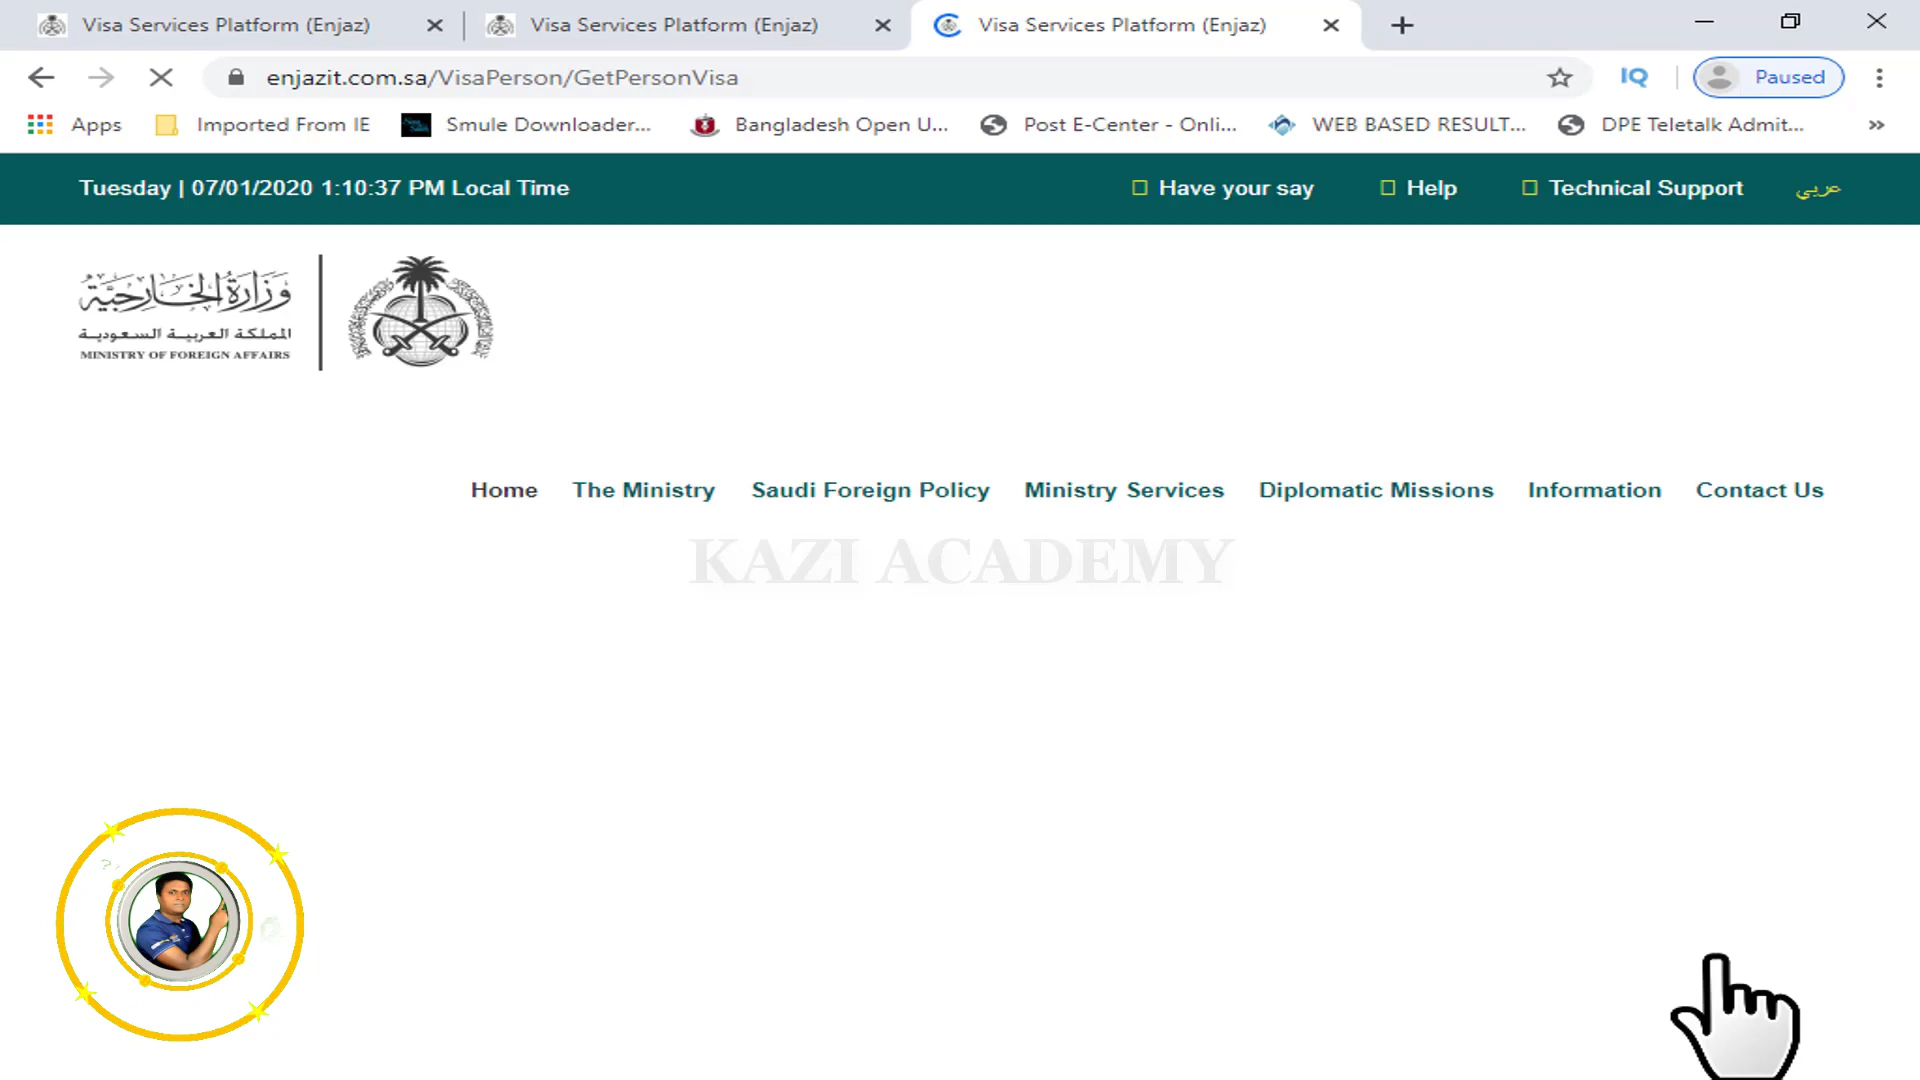 Visa Services Platform (Enjaz)
Visa Services Platform (Enjaz)
Visa Services Platform (Enjaz)
enjazit.com.sa/VisaPerson/GetPersonVisa
IQ
Paused
Apps
Imported From IE
Smule Downloader...
Bangladesh Open U...
Post E-Center - Onli...
WEB BASED RESULT...
DPE Teletalk Admit...
Tuesday | 07/01/2020 1:10:37 PM Local Time
Have your say
Help
Technical Support
عربي
وزارة الخارجية
المملكة العربية السعودية
MINISTRY OF FOREIGN AFFAIRS
Home
The Ministry
Saudi Foreign Policy
Ministry Services
Diplomatic Missions
Information
Contact Us
KAZI ACADEMY